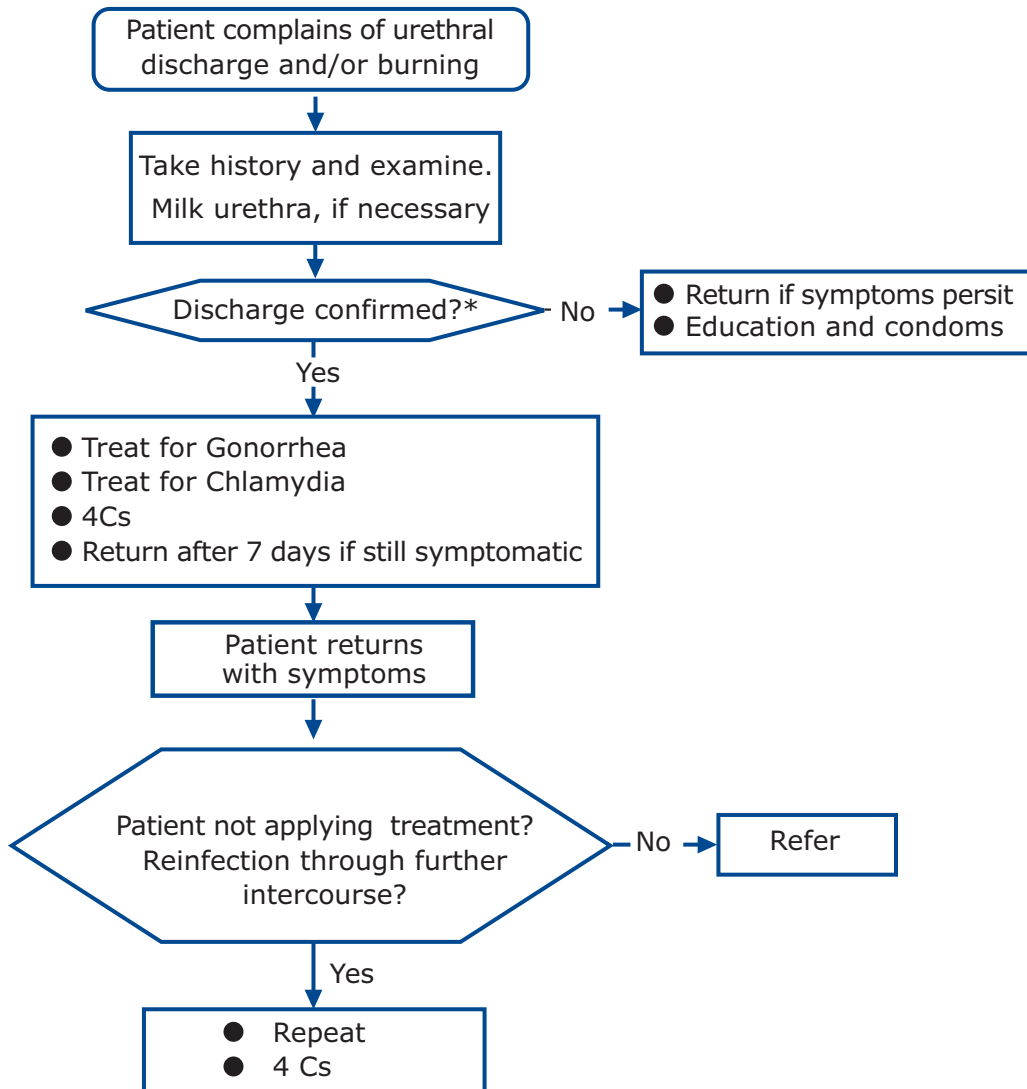 Patient complains of urethral
discharge and/or burning
Take history and examine.
Milk urethra, if necessary
Discharge confirmed?*
No
● Return if symptoms persit
● Education and condoms
Yes
● Treat for Gonorrhea
● Treat for Chlamydia
● 4Cs
● Return after 7 days if still symptomatic
Patient returns
with symptoms
Patient not applying treatment?
Reinfection through further
intercourse?
No
Refer
Yes
● Repeat
● 4 Cs